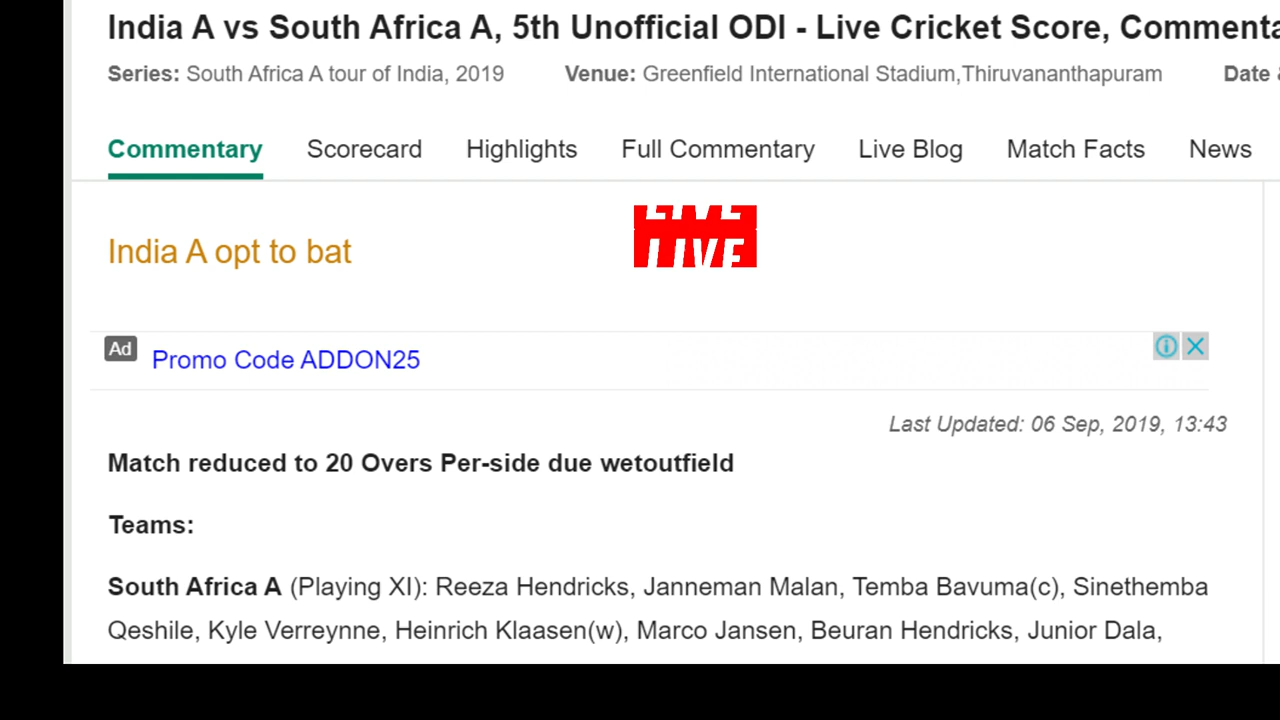 India A vs South Africa A, 5th Unofficial ODI - Live Cricket Score,
Series: South Africa A tour of India, 2019 Venue: Greenfield International Stadium,Thiruvananthapuram Date
Commentary Scorecard Highlights Full Commentary Live Blog Match Facts News
LIVE
India A opt to bat
Ad
Promo Code ADDON25
Last Updated: 06 Sep, 2019, 13:43
Match reduced to 20 Overs Per-side due wetoutfield
Teams:
South Africa A (Playing XI): Reeza Hendricks, Janneman Malan, Temba Bavuma(c), Sinethemba
Qeshile, Kyle Verreynne, Heinrich Klaasen(w), Marco Jansen, Beuran Hendricks, Junior Dala,